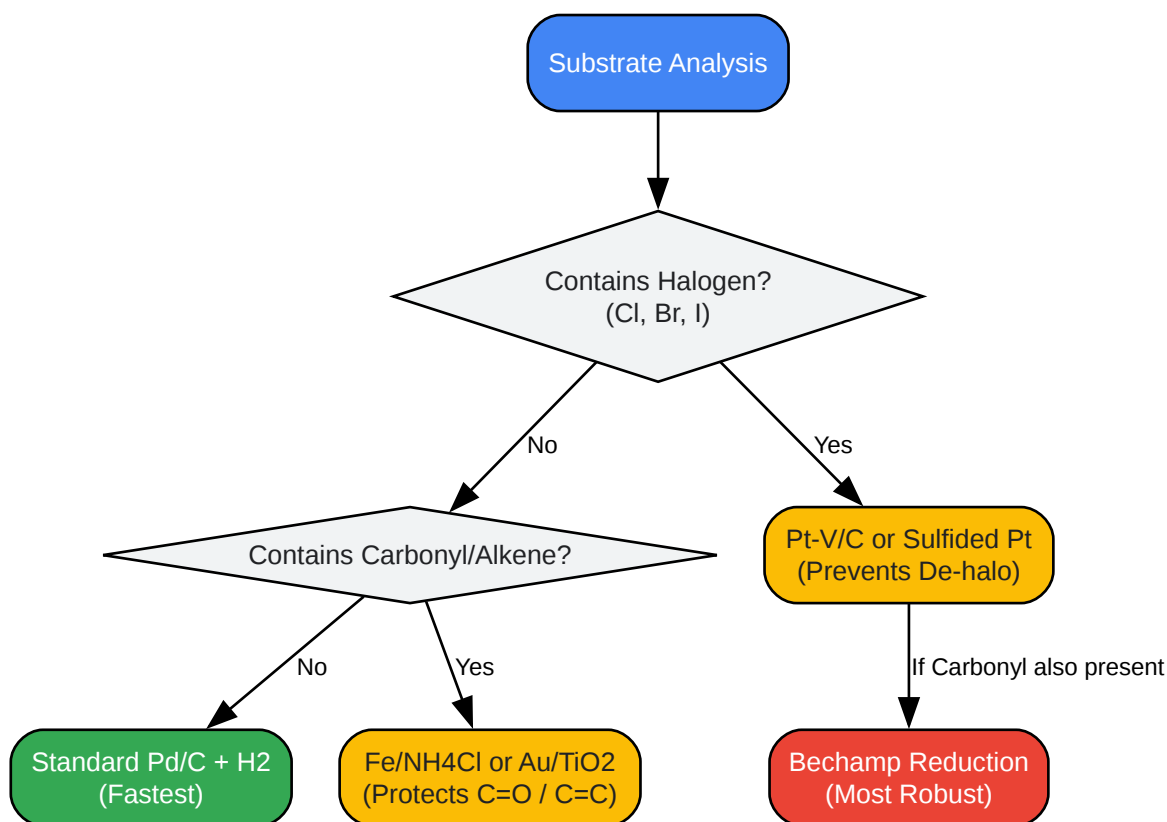 Substrate Analysis
Contains Halogen?
(Cl, Br, I)
No
Yes
Contains Carbonyl/Alkene?
Pt-V/C or Sulfided Pt
(Prevents De-halo)
No
Yes
If Carbonyl also present
Standard Pd/C + H2
(Fastest)
Fe/NH4Cl or Au/TiO2
(Protects C=O / C=C)
Bechamp Reduction
(Most Robust)